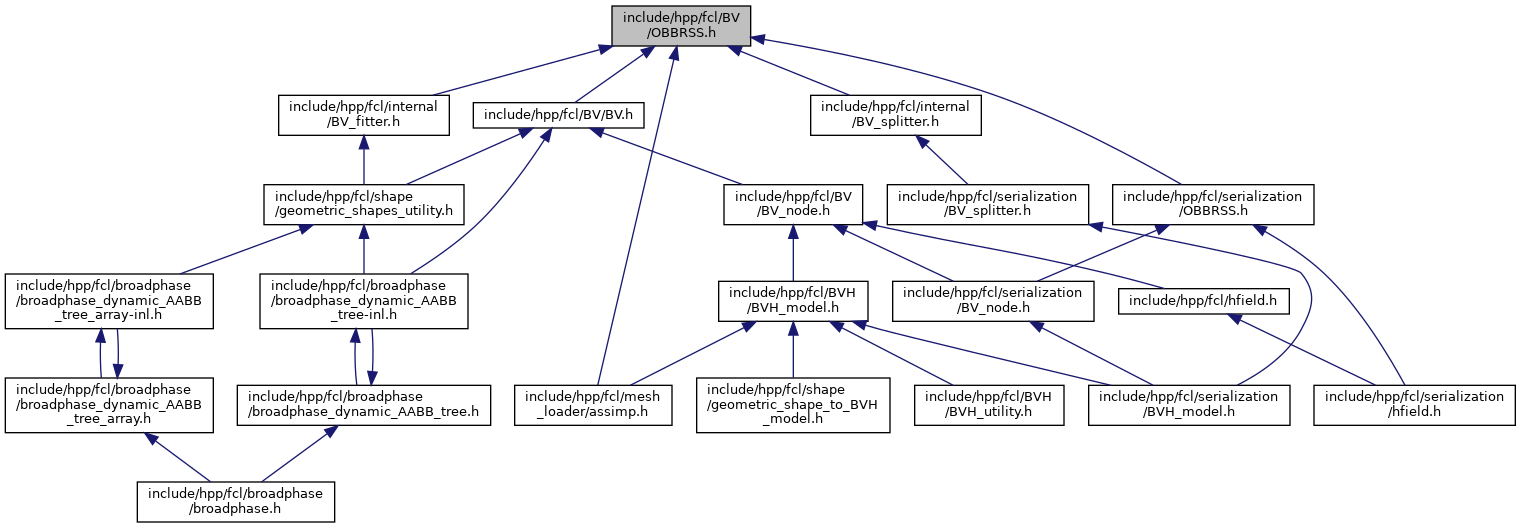 include/hpp/fcl/BV
/OBBRSS.h
include/hpp/fcl/internal
/BV_fitter.h
include/hpp/fcl/BV/BV.h
include/hpp/fcl/internal
/BV_splitter.h
include/hpp/fcl/shape
/geometric_shapes_utility.h
include/hpp/fcl/BV
/BV_node.h
include/hpp/fcl/serialization
/BV_splitter.h
include/hpp/fcl/serialization
/OBBRSS.h
include/hpp/fcl/broadphase
/broadphase_dynamic_AABB
_tree_array-inl.h
include/hpp/fcl/broadphase
/broadphase_dynamic_AABB
_tree-inl.h
include/hpp/fcl/BVH
/BVH_model.h
include/hpp/fcl/serialization
/BV_node.h
include/hpp/fcl/hfield.h
include/hpp/fcl/broadphase
/broadphase_dynamic_AABB
_tree_array.h
include/hpp/fcl/broadphase
/broadphase_dynamic_AABB_tree.h
include/hpp/fcl/mesh
_loader/assimp.h
include/hpp/fcl/shape
/geometric_shape_to_BVH
_model.h
include/hpp/fcl/BVH
/BVH_utility.h
include/hpp/fcl/serialization
/BVH_model.h
include/hpp/fcl/serialization
/hfield.h
include/hpp/fcl/broadphase
/broadphase.h